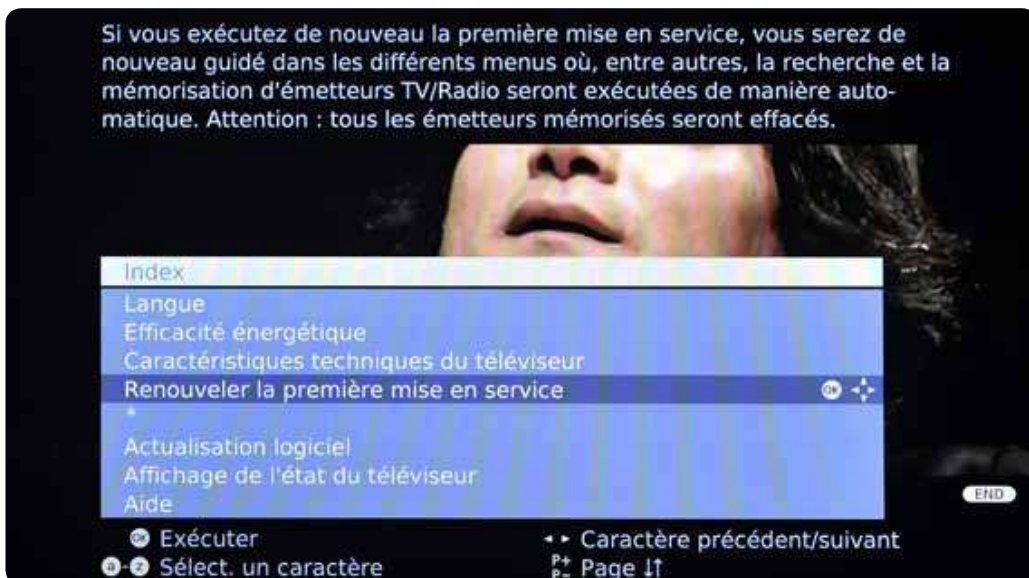 Si vous exécutez de nouveau la première mise en service, vous serez de
nouveau guidé dans les différents menus où, entre autres, la recherche et la
mémorisation d'émetteurs TV/Radio seront exécutées de manière auto-
matique. Attention : tous les émetteurs mémorisés seront effacés.
Index
Langue
Efficacité énergétique
Caractéristiques techniques du téléviseur
Renouveler la première mise en service OK
*
Actualisation logiciel
Affichage de l'état du téléviseur
Aide
END
OK Exécuter
Caractère précédent/suivant
a-z Sélect. un caractère
P+ P- Page ↓↑